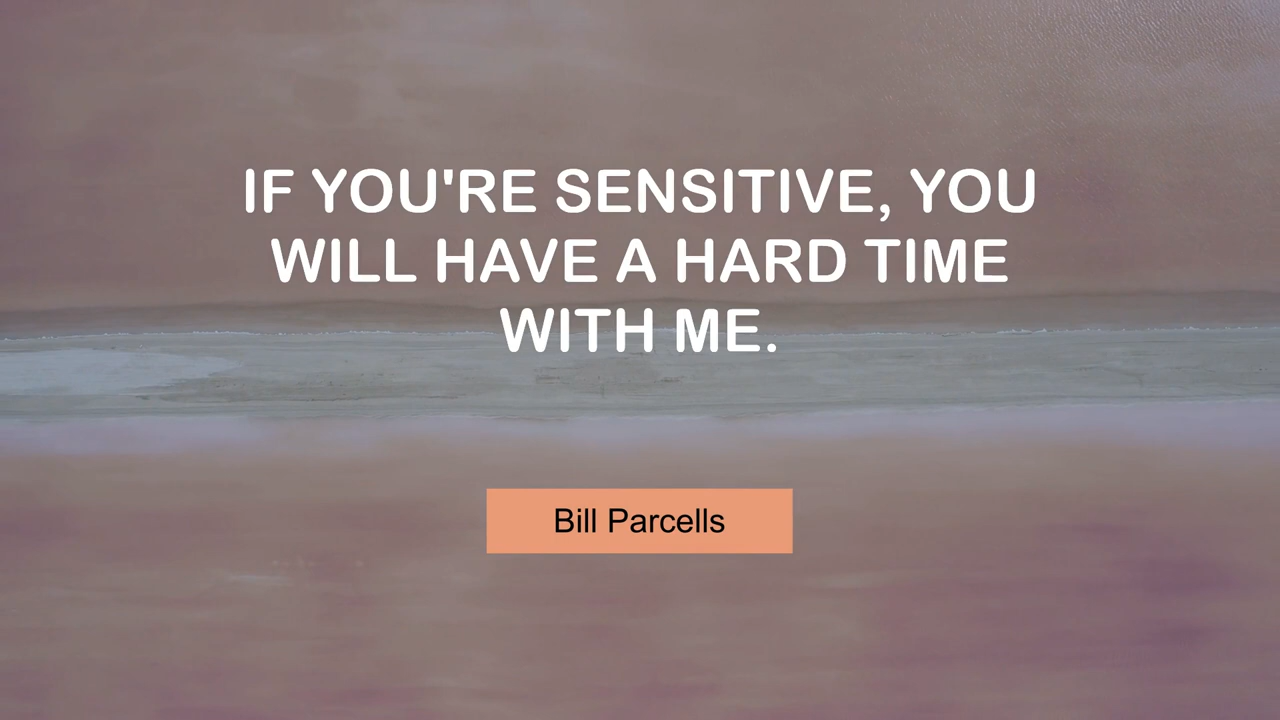 IF YOU'RE SENSITIVE, YOU
WILL HAVE A HARD TIME
WITH ME.
Bill Parcells